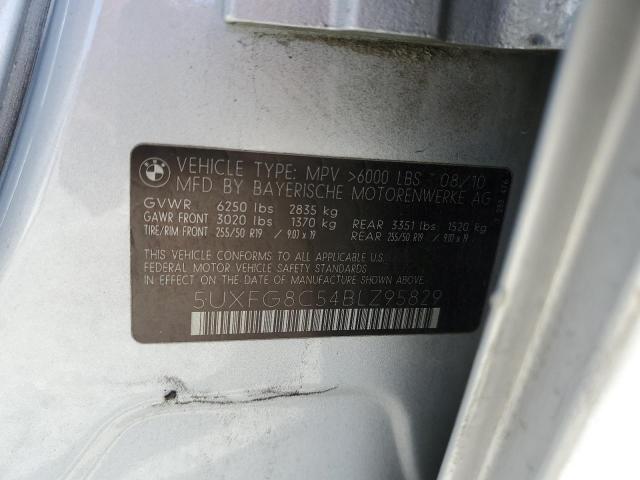 BMW
VEHICLE TYPE: MPV >6000 LBS - 08/10
MFD BY BAYERISCHE MOTORENWERKE AG
GVWR 6250 lbs 2835 kg
GAWR FRONT 3020 lbs 1370 kg REAR 3351 lbs 1520 kg
TIRE/RIM FRONT 255/50 R19 / 9.0J x 19 REAR 255/50 R19 / 9.0J x 19
THIS VEHICLE CONFORMS TO ALL APPLICABLE U.S.
FEDERAL MOTOR VEHICLE SAFETY STANDARDS IN
EFFECT ON THE DATE OF MANUFACTURE SHOWN ABOVE.
5UXFG8C54BLZ95829